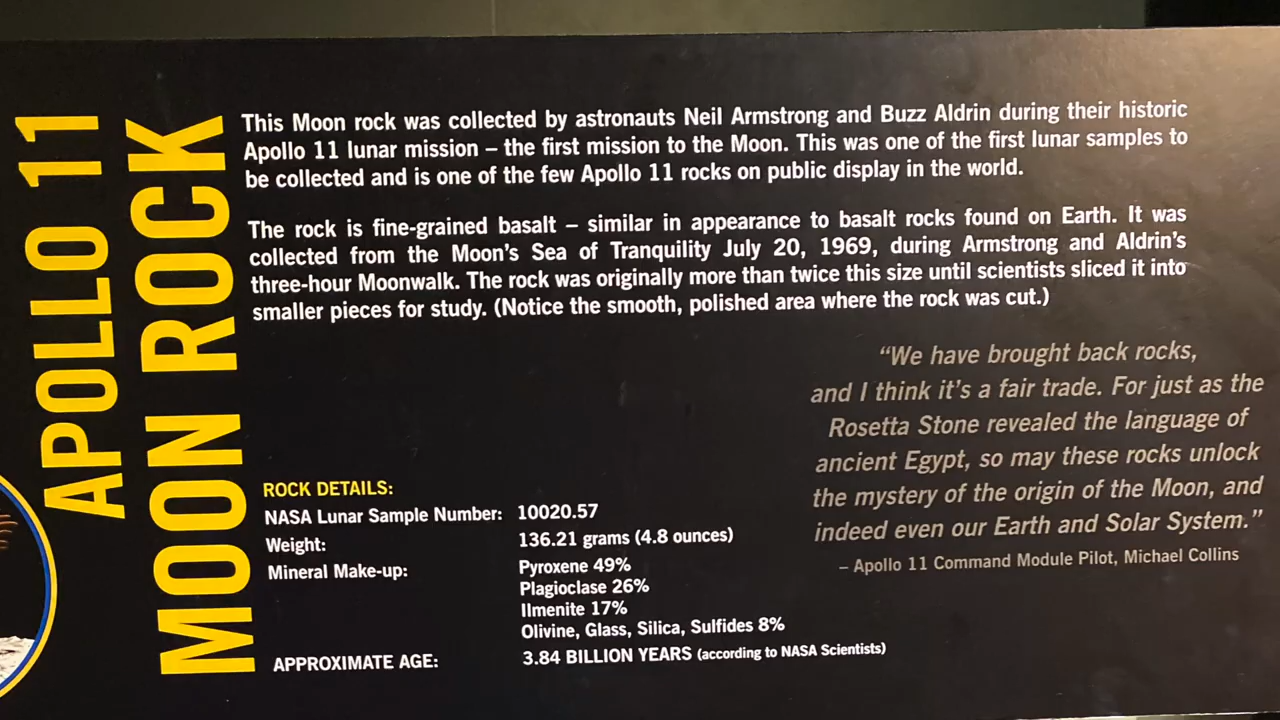 APOLLO 11
MOON ROCK
This Moon rock was collected by astronauts Neil Armstrong and Buzz Aldrin during their historic
Apollo 11 lunar mission – the first mission to the Moon. This was one of the first lunar samples to
be collected and is one of the few Apollo 11 rocks on public display in the world.
The rock is fine-grained basalt – similar in appearance to basalt rocks found on Earth. It was
collected from the Moon's Sea of Tranquility July 20, 1969, during Armstrong and Aldrin's
three-hour Moonwalk. The rock was originally more than twice this size until scientists sliced it into
smaller pieces for study. (Notice the smooth, polished area where the rock was cut.)
“We have brought back rocks,
and I think it's a fair trade. For just as the
Rosetta Stone revealed the language of
ancient Egypt, so may these rocks unlock
the mystery of the origin of the Moon, and
indeed even our Earth and Solar System.”
– Apollo 11 Command Module Pilot, Michael Collins
ROCK DETAILS:
NASA Lunar Sample Number: 10020.57
Weight: 136.21 grams (4.8 ounces)
Mineral Make-up: Pyroxene 49%
Plagioclase 26%
Ilmenite 17%
Olivine, Glass, Silica, Sulfides 8%
APPROXIMATE AGE: 3.84 BILLION YEARS (according to NASA Scientists)